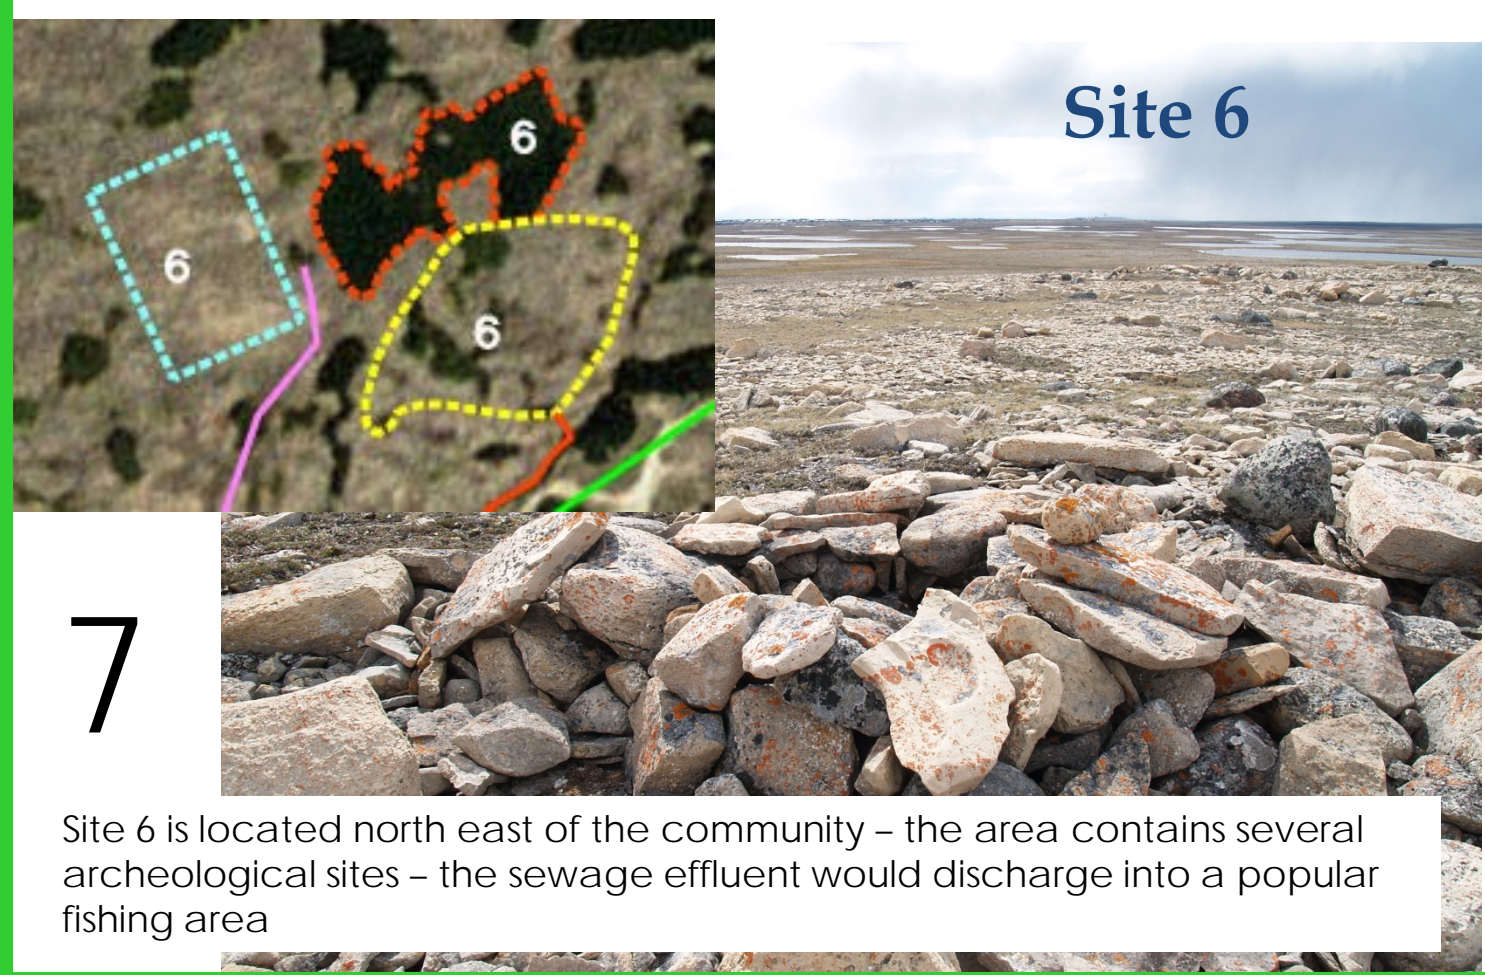 6
6
6
Site 6
7
Site 6 is located north east of the community – the area contains several
archeological sites – the sewage effluent would discharge into a popular
fishing area